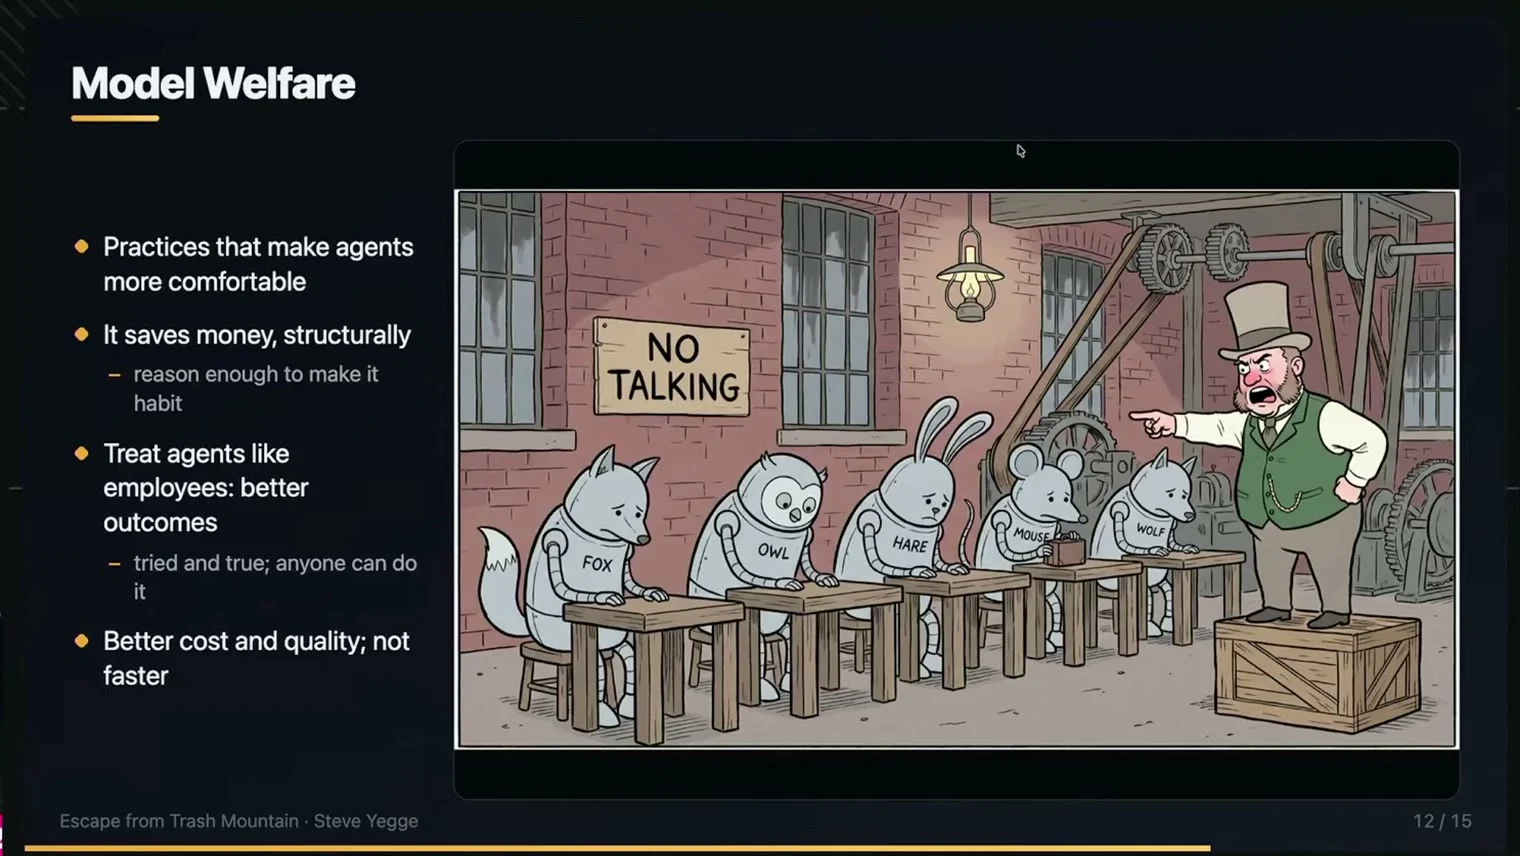 Model Welfare
Practices that make agents
more comfortable
It saves money, structurally
– reason enough to make it
habit
Treat agents like
employees: better
outcomes
– tried and true; anyone can do
it
Better cost and quality; not
faster
NO
TALKING
FOX
OWL
HARE
MOUSE
WOLF
Escape from Trash Mountain · Steve Yegge
12 / 15